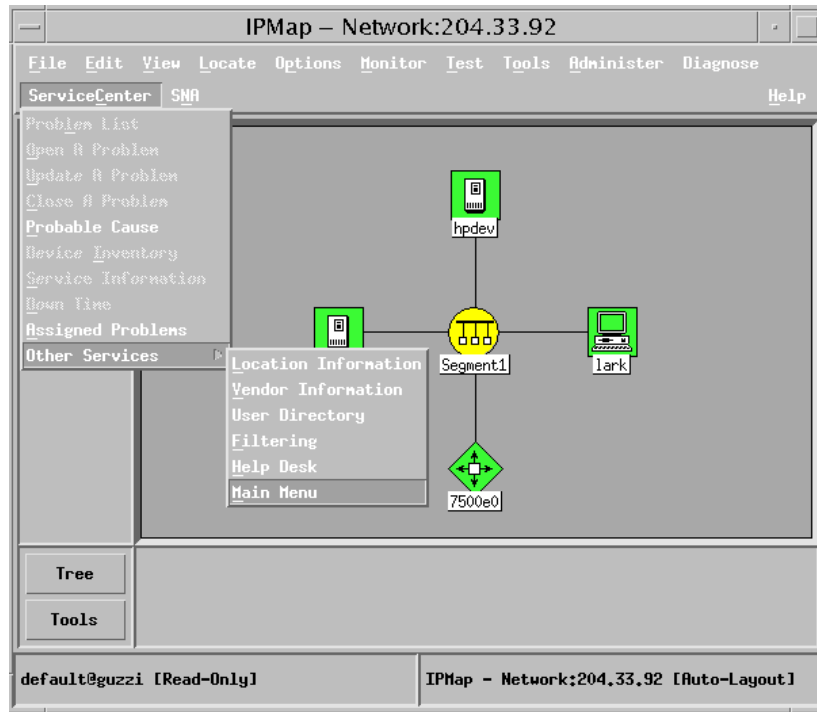 IPMap – Network:204.33.92
File Edit View Locate Options Monitor Test Tools Administer Diagnose
ServiceCenter SNA Help
Problem List
Open A Problem
Update A Problem
Close A Problem
Probable Cause
Device Inventory
Service Information
Down Time
Assigned Problems
Other Services
Location Information
Vendor Information
User Directory
Filtering
Help Desk
Main Menu
hpdev
Segment1
lark
7500e0
Tree
Tools
default@guzzi [Read-Only]
IPMap - Network:204.33.92 [Auto-Layout]